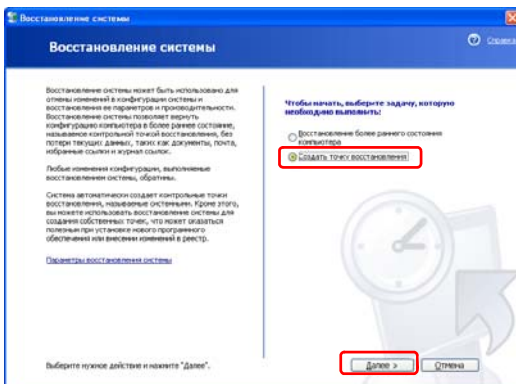 Восстановление системы
Справка
Восстановление системы
Восстановление системы может быть использовано для
отмены изменений в конфигурации системы и
восстановления ее параметров и производительности.
Восстановление системы позволяет вернуть
конфигурацию компьютера в более раннее состояние,
называемое контрольной точкой восстановления, без
потери текущих данных, таких как документы, почта,
избранные ссылки и журнал ссылок.
Любые изменения конфигурации, выполняемые
восстановлением системы, обратимы.
Система автоматически создает контрольные точки
восстановления, называемые системными. Кроме этого,
вы можете использовать восстановление системы для
создания собственных точек, что может оказаться
полезным при установке нового программного
обеспечения или внесении изменений в реестр.
Параметры восстановления системы
Чтобы начать, выберите задачу, которую
необходимо выполнить:
Восстановление более раннего состояния
компьютера
Создать точку восстановления
Выберите нужное действие и нажмите "Далее".
Далее >
Отмена